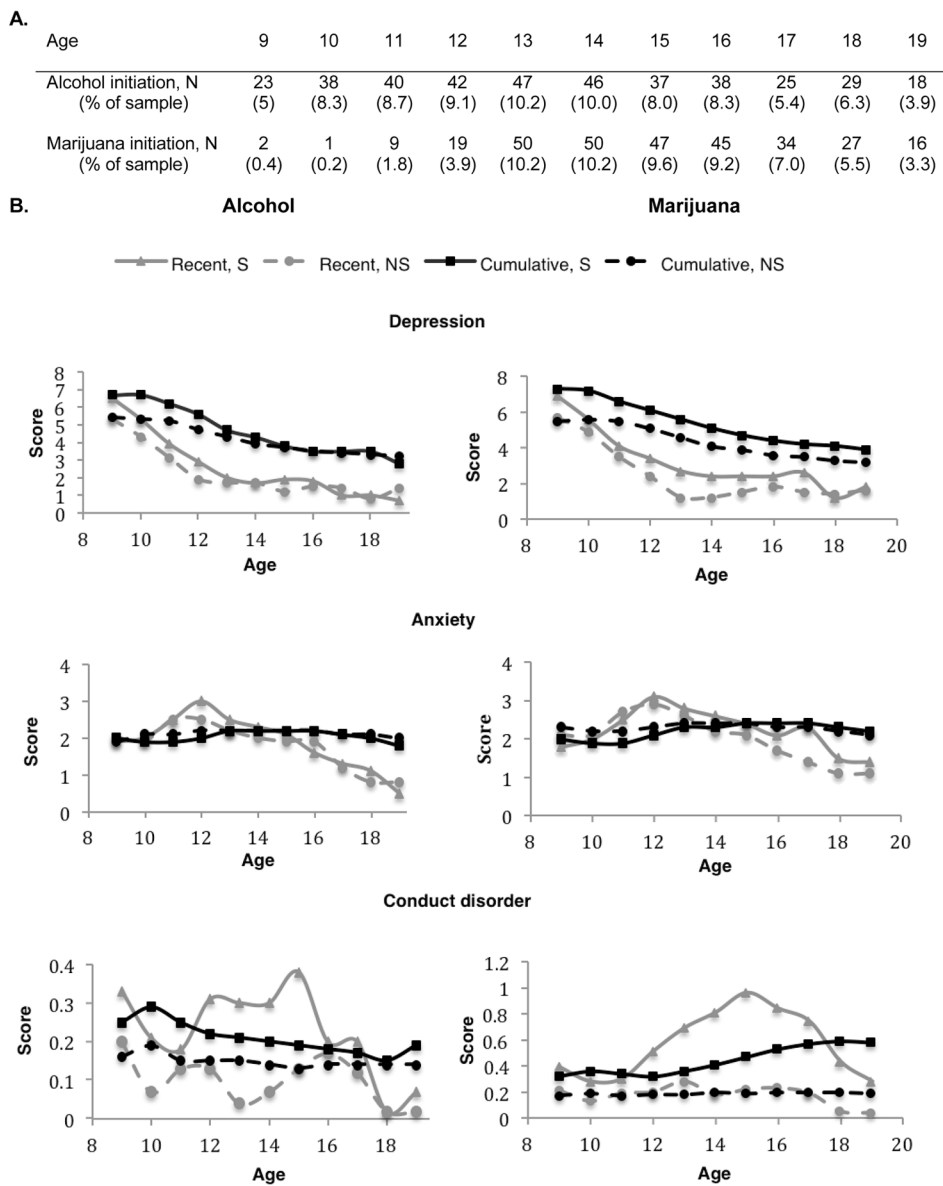 A.
Age 9 10 11 12 13 14 15 16 17 18 19
Alcohol initiation, N 23 38 40 42 47 46 37 38 25 29 18
(% of sample) (5) (8.3) (8.7) (9.1) (10.2) (10.0) (8.0) (8.3) (5.4) (6.3) (3.9)
Marijuana initiation, N 2 1 9 19 50 50 47 45 34 27 16
(% of sample) (0.4) (0.2) (1.8) (3.9) (10.2) (10.2) (9.6) (9.2) (7.0) (5.5) (3.3)
B. Alcohol Marijuana
Recent, S Recent, NS Cumulative, S Cumulative, NS
Depression
8
7
6
5
4
3
2
1
0
Score
8 10 12 14 16 18
Age
8
6
4
2
0
Score
8 10 12 14 16 18 20
Age
Anxiety
4
3
2
1
0
Score
8 10 12 14 16 18
Age
4
3
2
1
0
Score
8 10 12 14 16 18 20
Age
Conduct disorder
0.4
0.3
0.2
0.1
0
Score
8 10 12 14 16 18
Age
1.2
1
0.8
0.6
0.4
0.2
0
Score
8 10 12 14 16 18 20
Age